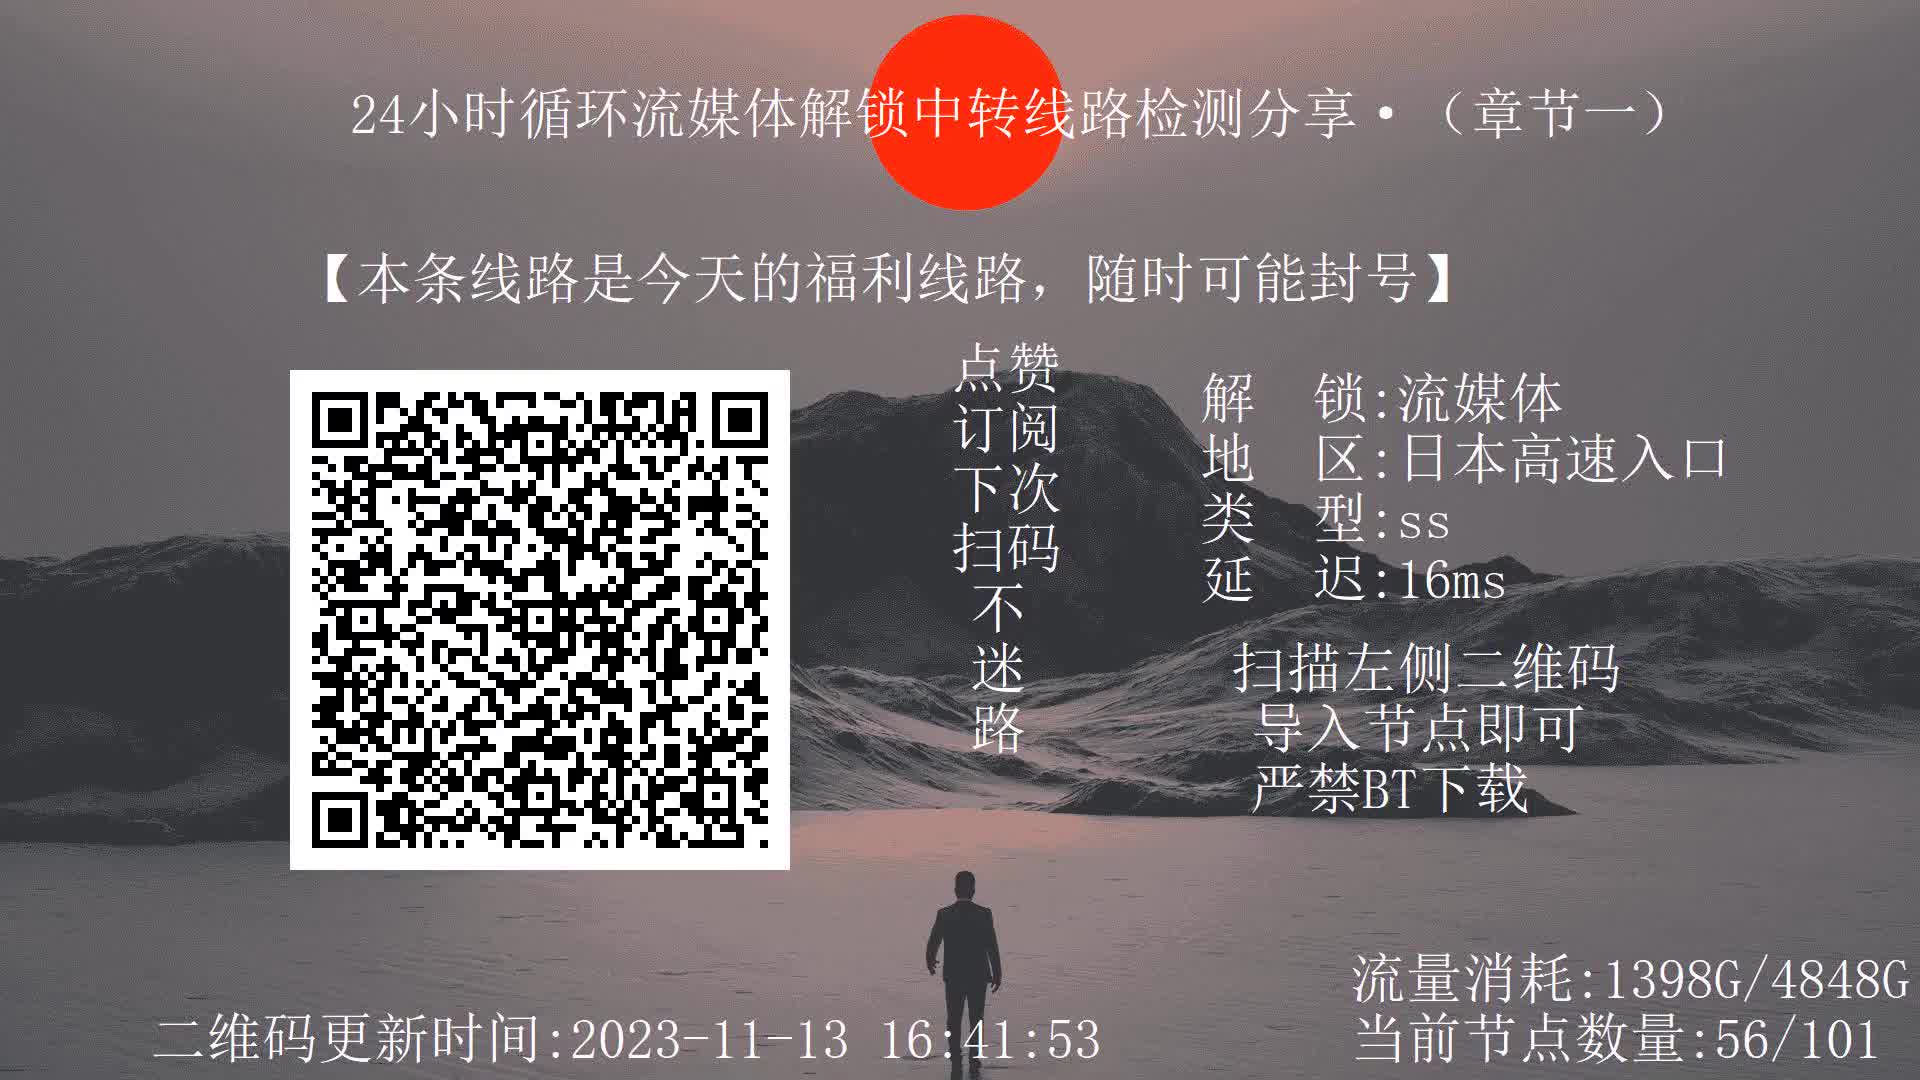 24小时循环流媒体解锁中转线路检测分享·（章节一）
【本条线路是今天的福利线路，随时可能封号】
点赞
订阅
下次
扫码
不
迷
路
解 锁:流媒体
地 区:日本高速入口
类 型:ss
延 迟:16ms
扫描左侧二维码
导入节点即可
严禁BT下载
流量消耗:1398G/4848G
二维码更新时间:2023-11-13 16:41:53
当前节点数量:56/101